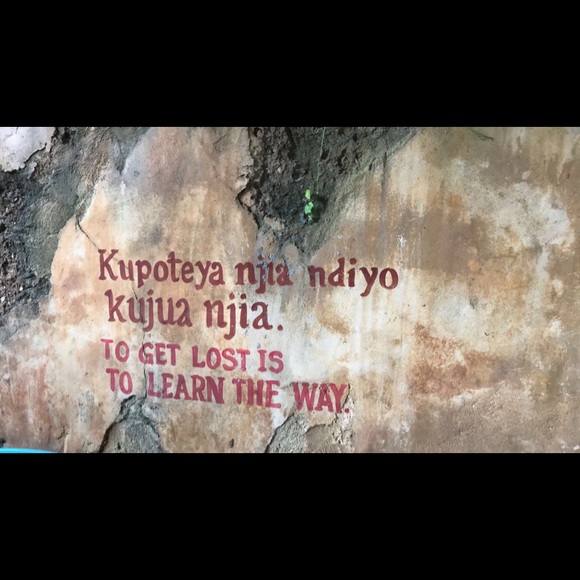 Kupoteya njia ndiyo
kujua njia.
TO GET LOST IS
TO LEARN THE WAY.